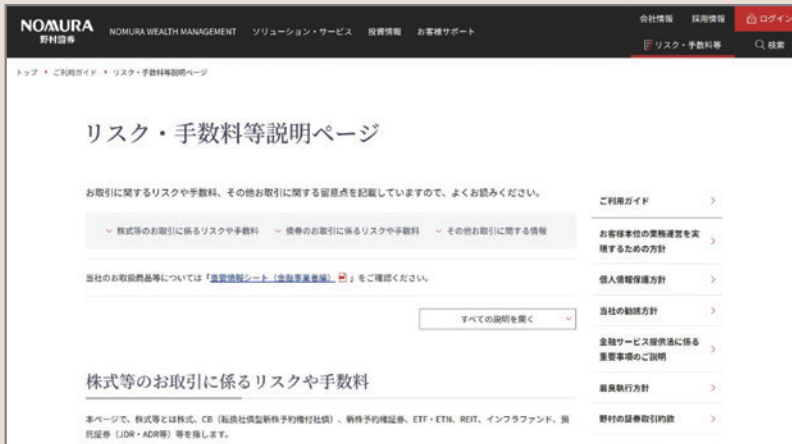 NOMURA
野村證券
NOMURA WEALTH MANAGEMENT ソリューション・サービス 投資情報 お客様サポート
会社情報 採用情報 ログイン
リスク・手数料等 検索
トップ ご利用ガイド リスク・手数料等説明ページ
リスク・手数料等説明ページ
お取引に関するリスクや手数料、その他お取引に関する留意点を記載していますので、よくお読みください。
株式等のお取引に係るリスクや手数料 債券のお取引に係るリスクや手数料 その他お取引に関する情報
当社のお取扱商品等については「重要情報シート（金融事業者編）」をご確認ください。
すべての説明を開く
株式等のお取引に係るリスクや手数料
本ページで、株式等とは株式、CB（転換社債型新株予約権付社債）、新株予約権証券、ETF・ETN、REIT、インフラファンド、預
託証券（JDR・ADR等）等を指します。
ご利用ガイド
お客様本位の業務運営を実
現するための方針
個人情報保護方針
当社の勧誘方針
金融サービス提供法に係る
重要事項のご説明
最良執行方針
野村の証券取引約款